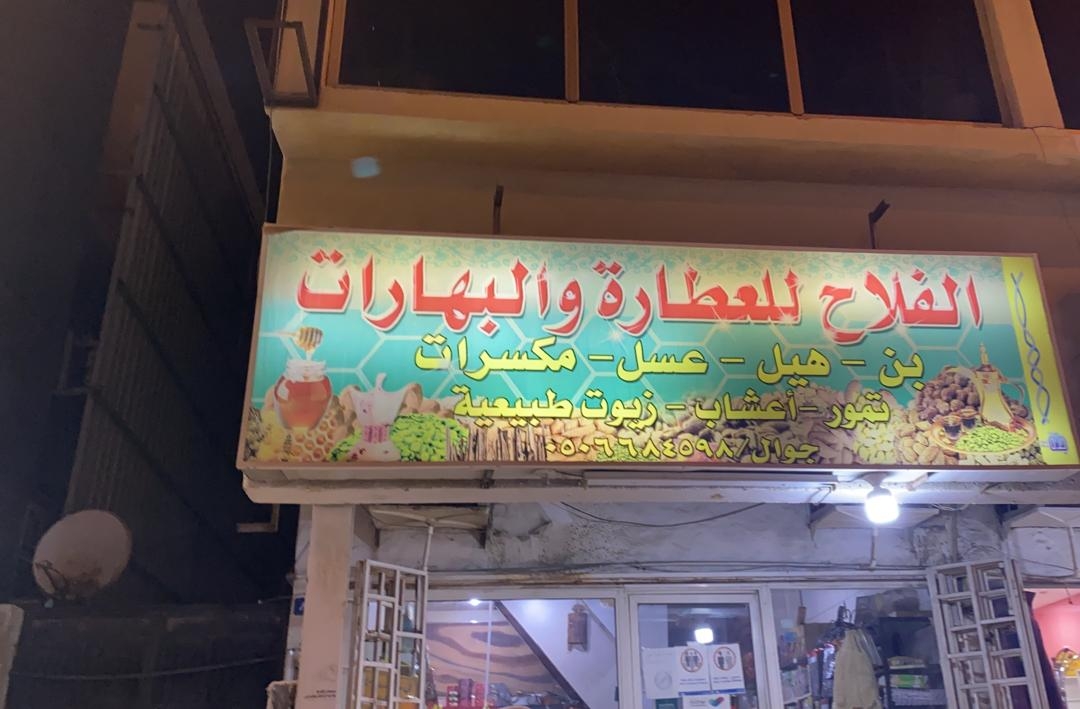 الفلاح للعطارة والبهارات
بن - هيل - عسل - مكسرات
تمور - أعشاب - زيوت طبيعية
جوال/٠٥٠٦٦٨٤٥٩٨